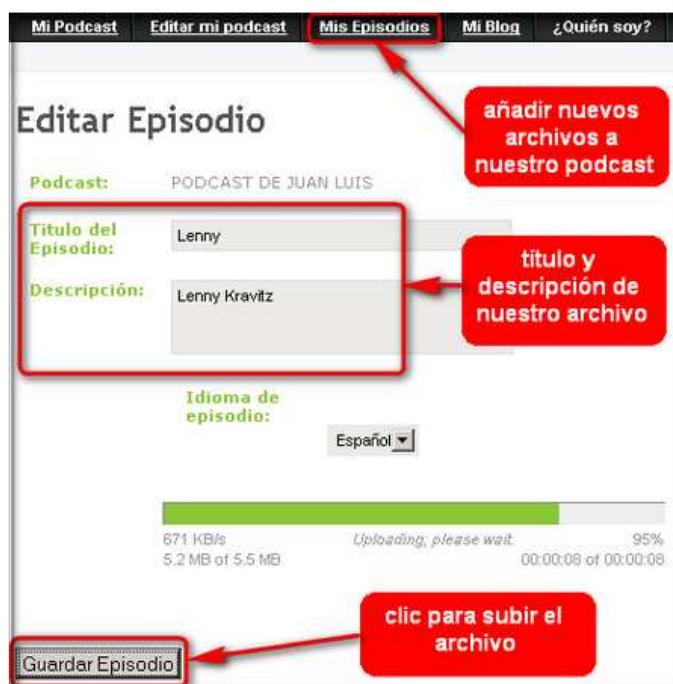 Mi Podcast Editar mi podcast Mis Episodios Mi Blog ¿Quién soy?
añadir nuevos
archivos a
nuestro podcast
Editar Episodio
Podcast: PODCAST DE JUAN LUIS
Titulo del
Episodio:
Lenny
Descripción:
Lenny Kravitz
título y
descripción de
nuestro archivo
Idioma de
episodio:
Español
671 KB/s Uploading, please wait. 95%
5.2 MB of 5.5 MB 00:00:08 of 00:00:08
clic para subir el
archivo
Guardar Episodio